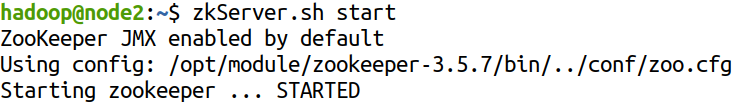 hadoop@node2:~$ zkServer.sh start
ZooKeeper JMX enabled by default
Using config: /opt/module/zookeeper-3.5.7/bin/../conf/zoo.cfg
Starting zookeeper ... STARTED